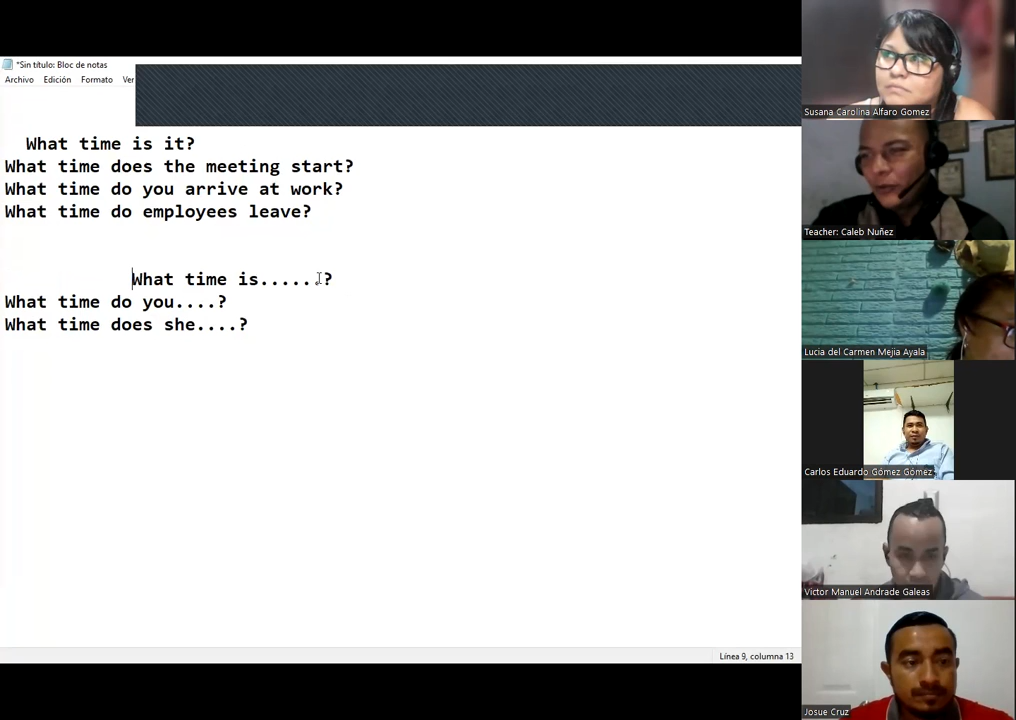 *Sin título: Bloc de notas
Archivo Edición Formato Ver
What time is it?
What time does the meeting start?
What time do you arrive at work?
What time do employees leave?
What time is......?
What time do you....?
What time does she....?
Línea 9, columna 13
Susana Carolina Alfaro Gomez
Teacher: Caleb Nuñez
Lucia del Carmen Mejia Ayala
Carlos Eduardo Gómez Gómez
Victor Manuel Andrade Galeas
Josue Cruz